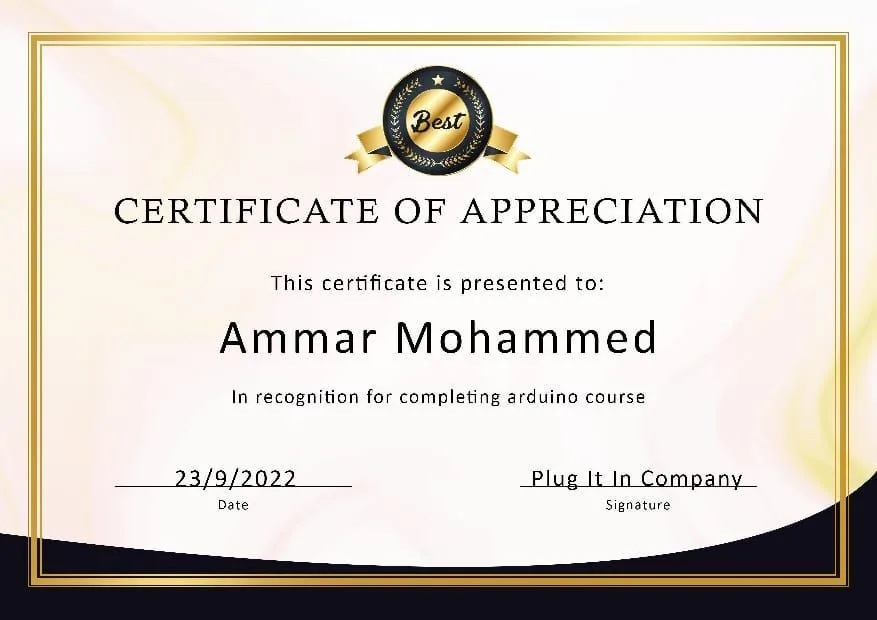 Best
CERTIFICATE OF APPRECIATION
This certificate is presented to:
Ammar Mohammed
In recognition for completing arduino course
23/9/2022
Plug It In Company
Date
Signature